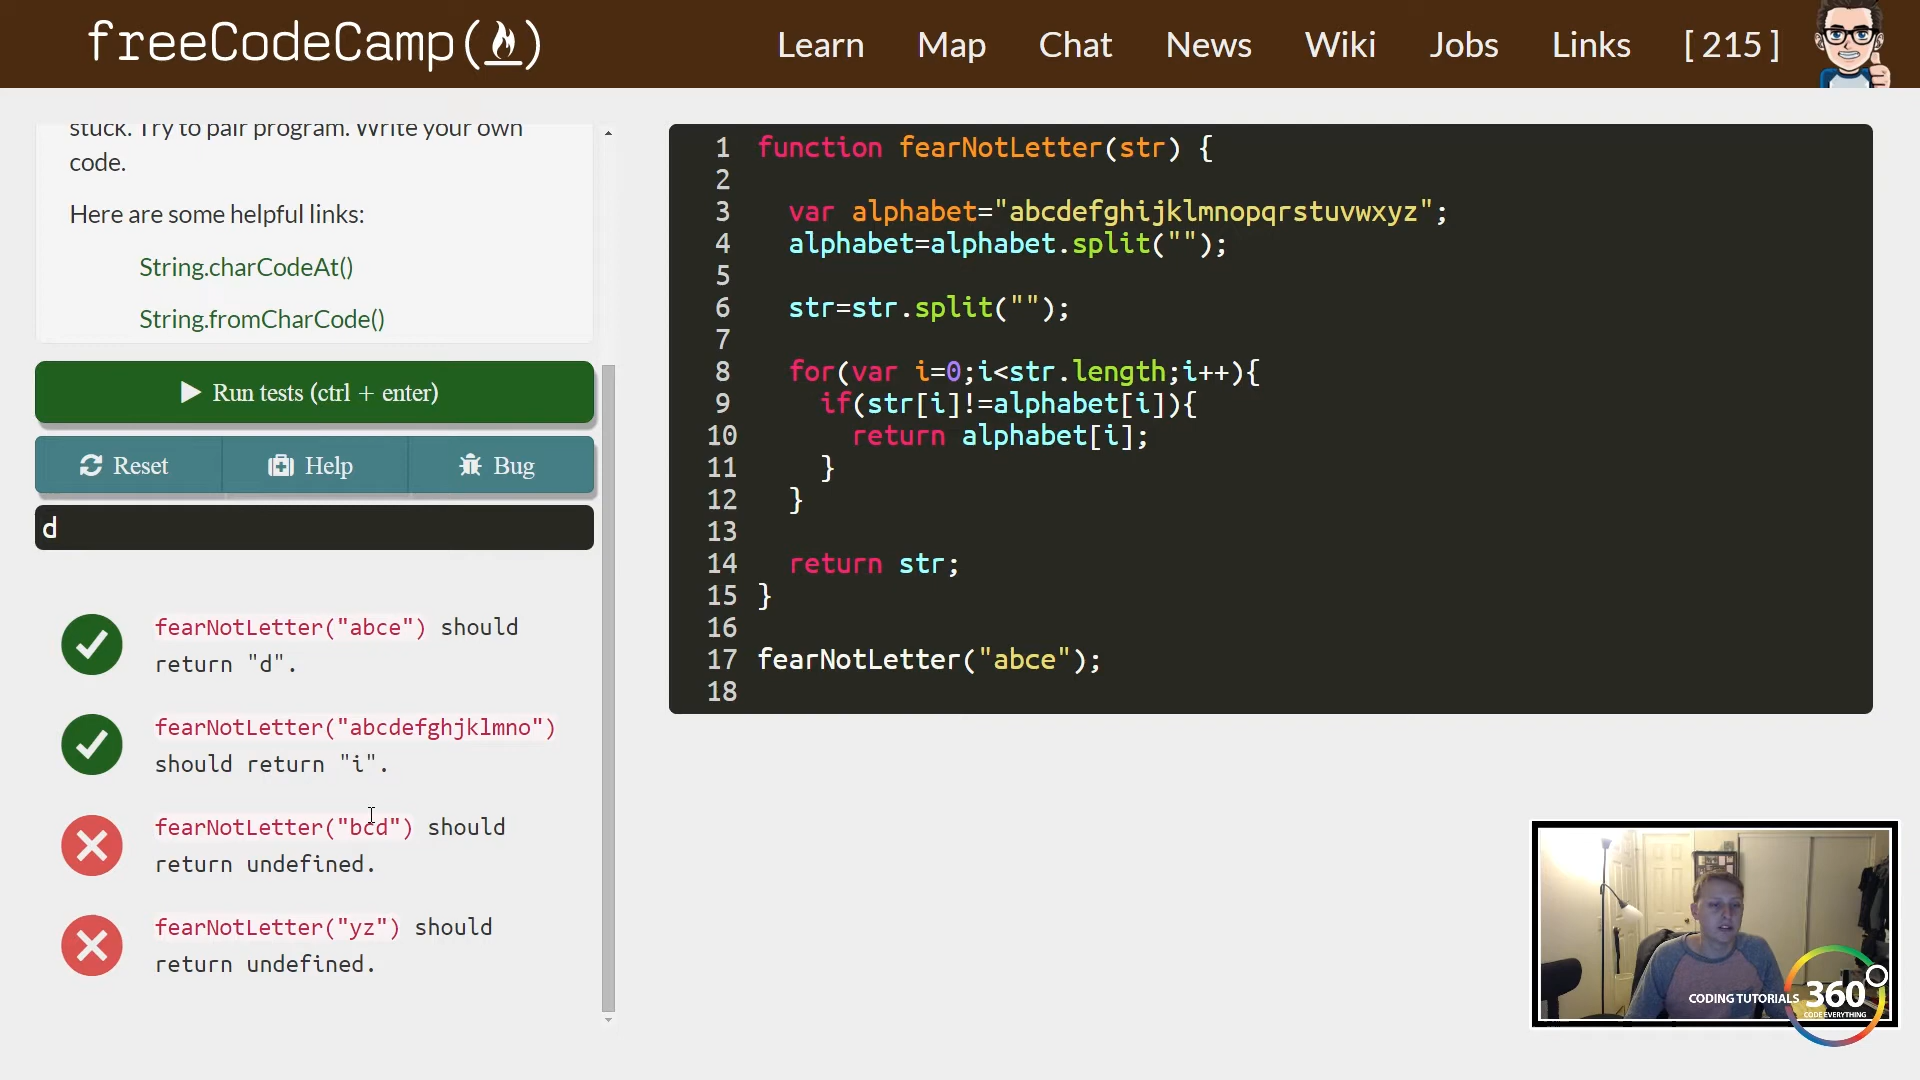 freeCodeCamp(🔥)
Learn Map Chat News Wiki Jobs Links [ 215 ]
stuck. Try to pair program. Write your own
code.
Here are some helpful links:
String.charCodeAt()
String.fromCharCode()
Run tests (ctrl + enter)
Reset Help Bug
d
fearNotLetter("abce") should
return "d".
fearNotLetter("abcdefghjklmno")
should return "i".
fearNotLetter("bcd") should
return undefined.
fearNotLetter("yz") should
return undefined.
1 function fearNotLetter(str) {
2
3 var alphabet="abcdefghijklmnopqrstuvwxyz";
4 alphabet=alphabet.split("");
5
6 str=str.split("");
7
8 for(var i=0;i<str.length;i++){
9 if(str[i]!=alphabet[i]){
10 return alphabet[i];
11 }
12 }
13
14 return str;
15 }
16
17 fearNotLetter("abce");
18
CODING TUTORIALS 360
CODE EVERYTHING